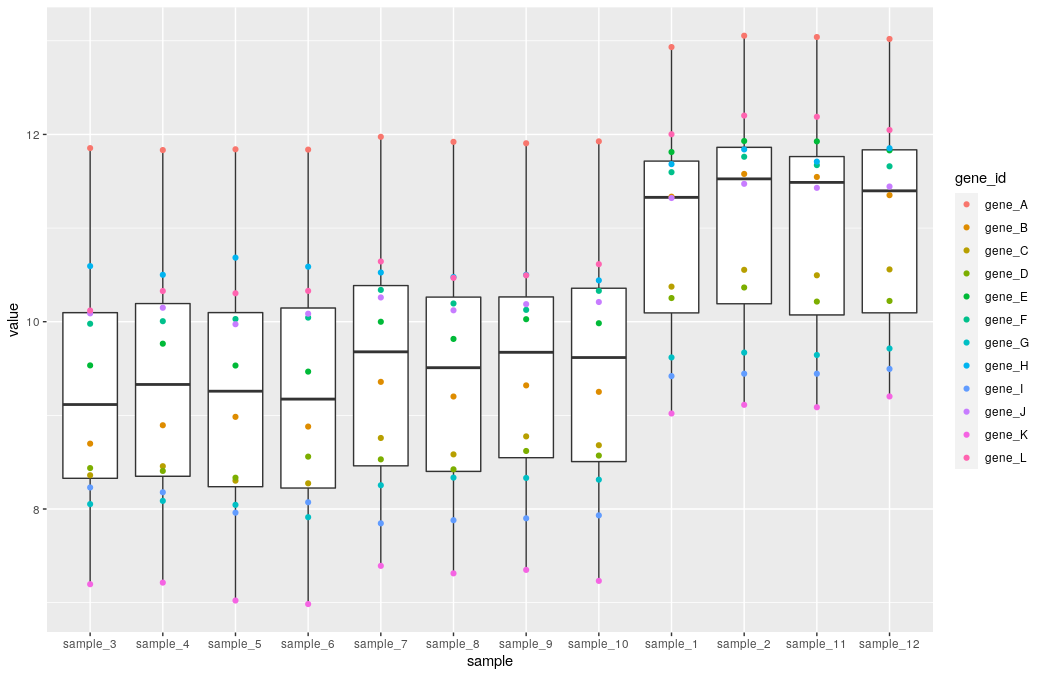 value
12
10
8
sample_3 sample_4 sample_5 sample_6 sample_7 sample_8 sample_9 sample_10 sample_1 sample_2 sample_11 sample_12
sample
gene_id
gene_A
gene_B
gene_C
gene_D
gene_E
gene_F
gene_G
gene_H
gene_I
gene_J
gene_K
gene_L